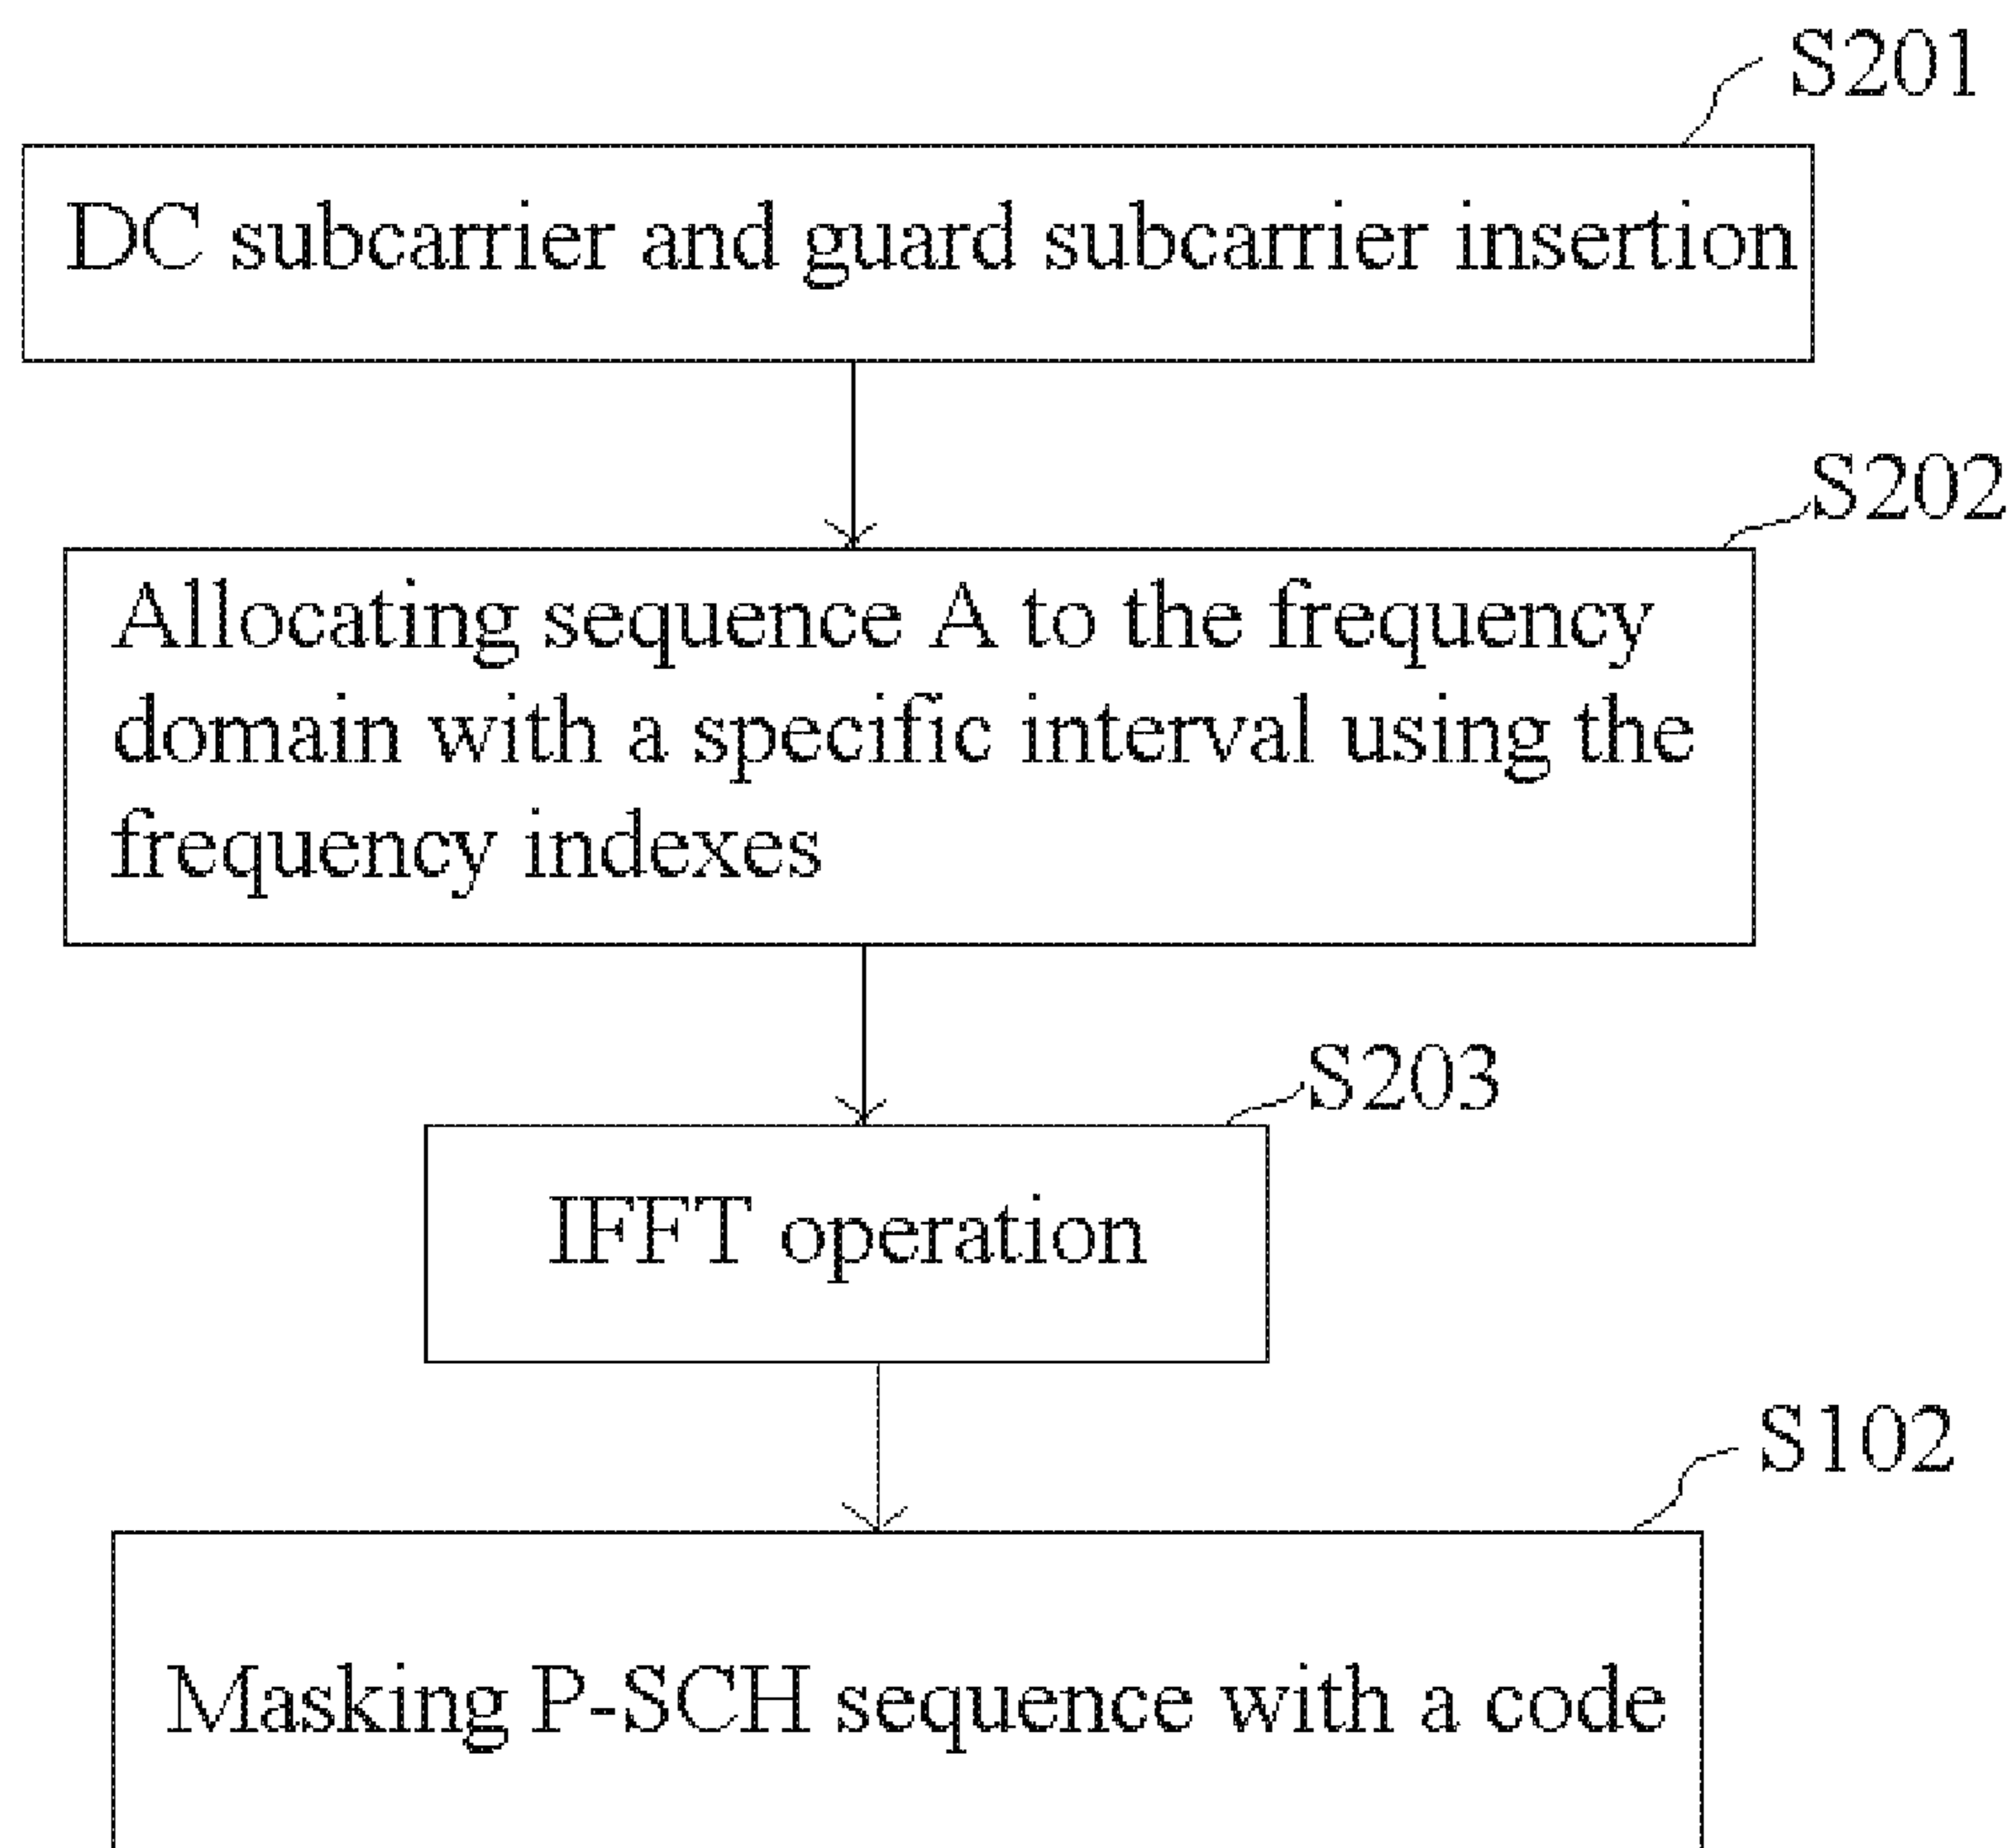 S201
DC subcarrier and guard subcarrier insertion
S202
Allocating sequence A to the frequency
domain with a specific interval using the
frequency indexes
S203
IFFT operation
S102
Masking P-SCH sequence with a code